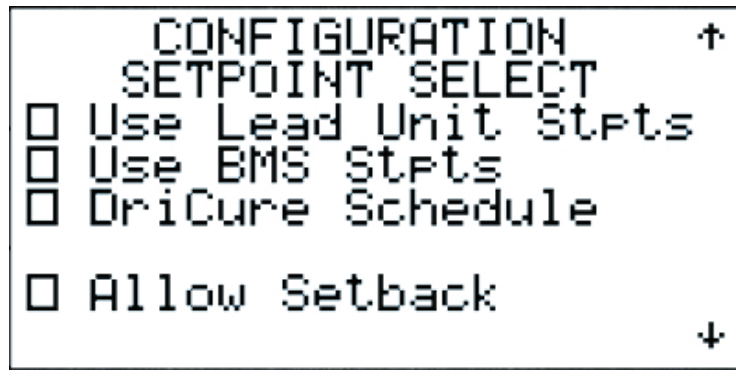 CONFIGURATION ↑
SETPOINT SELECT
□ Use Lead Unit Stpts
□ Use BMS Stpts
□ DriCure Schedule
□ Allow Setback
↓